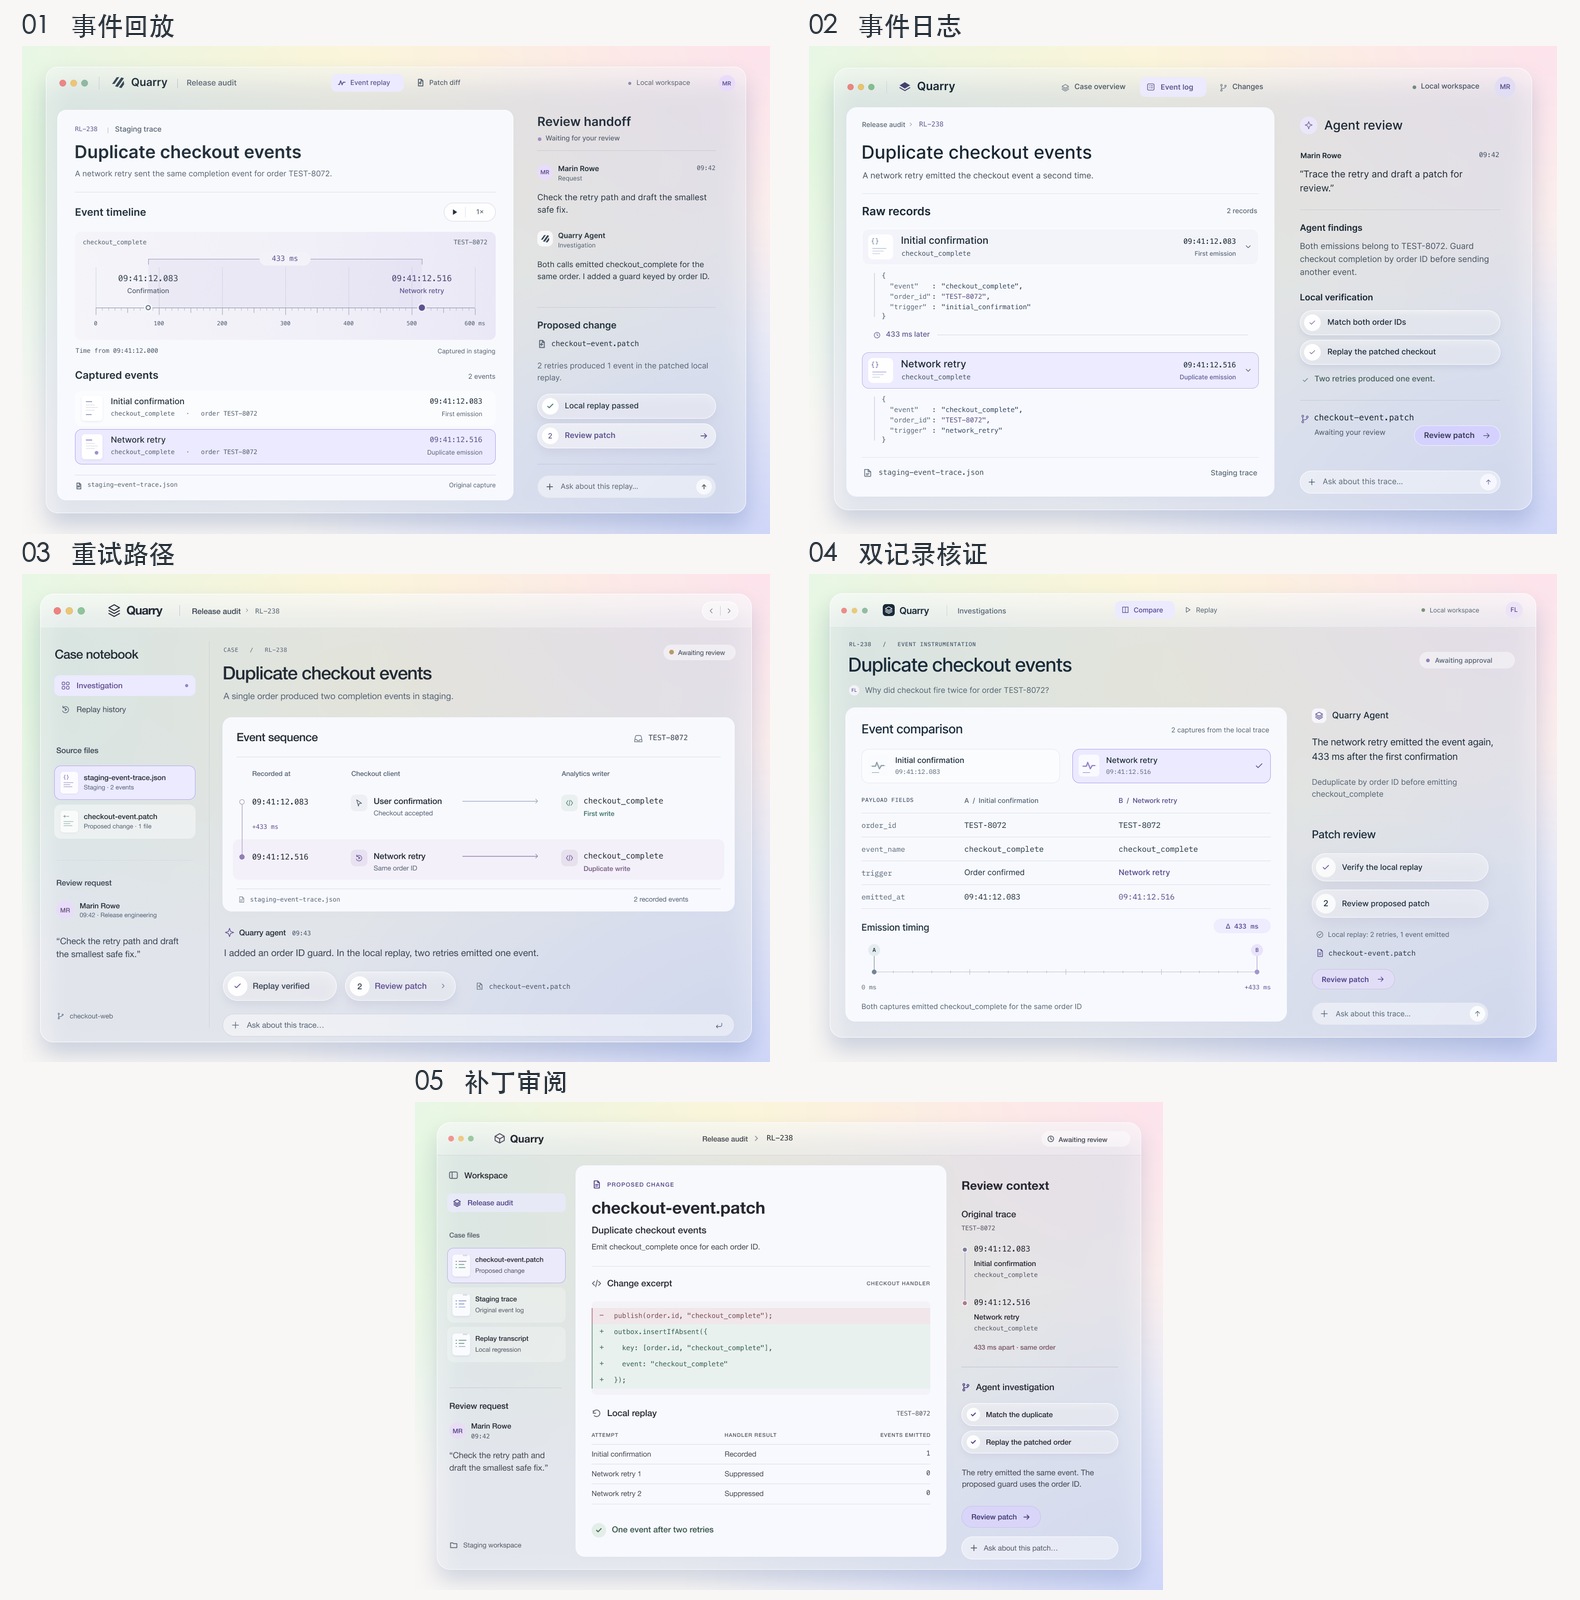 01 事件回放
Quarry
Release audit
Event replay
Patch diff
Local workspace
MR
RL-238
Staging trace
Duplicate checkout events
A network retry sent the same completion event for order TEST-8072.
Event timeline
1×
checkout_complete
TEST-8072
433 ms
09:41:12.083
Confirmation
09:41:12.516
Network retry
0 100 200 300 400 500 600 ms
Time from 09:41:12.000
Captured in staging
Captured events
2 events
Initial confirmation
09:41:12.083
checkout_complete · order TEST-8072
First emission
Network retry
09:41:12.516
checkout_complete · order TEST-8072
Duplicate emission
staging-event-trace.json
Original capture
Review handoff
Waiting for your review
MR
Marin Rowe
09:42
Request
Check the retry path and draft the smallest
safe fix.
Quarry Agent
Investigation
Both calls emitted checkout_complete for the
same order. I added a guard keyed by order ID.
Proposed change
checkout-event.patch
2 retries produced 1 event in the patched local
replay.
Local replay passed
2 Review patch
Ask about this replay...
02 事件日志
Quarry
Case overview
Event log
Changes
Local workspace
MR
Release audit › RL-238
Duplicate checkout events
A network retry emitted the checkout event a second time.
Raw records
2 records
{}
Initial confirmation
09:41:12.083
checkout_complete
First emission
{
"event" : "checkout_complete",
"order_id" : "TEST-8072",
"trigger" : "initial_confirmation"
}
433 ms later
{}
Network retry
09:41:12.516
checkout_complete
Duplicate emission
{
"event" : "checkout_complete",
"order_id" : "TEST-8072",
"trigger" : "network_retry"
}
staging-event-trace.json
Staging trace
Agent review
Marin Rowe
09:42
“Trace the retry and draft a patch for
review.”
Agent findings
Both emissions belong to TEST-8072. Guard
checkout completion by order ID before sending
another event.
Local verification
Match both order IDs
Replay the patched checkout
Two retries produced one event.
checkout-event.patch
Awaiting your review
Review patch
Ask about this trace...
03 重试路径
Quarry
Release audit › RL-238
Case notebook
Investigation
Replay history
Source files
{}
staging-event-trace.json
Staging · 2 events
checkout-event.patch
Proposed change · 1 file
Review request
MR
Marin Rowe
09:42 · Release engineering
“Check the retry path and draft
the smallest safe fix.”
checkout-web
CASE / RL-238
Awaiting review
Duplicate checkout events
A single order produced two completion events in staging.
Event sequence
TEST-8072
Recorded at
Checkout client
Analytics writer
09:41:12.083
User confirmation
Checkout accepted
checkout_complete
First write
+433 ms
09:41:12.516
Network retry
Same order ID
checkout_complete
Duplicate write
staging-event-trace.json
2 recorded events
Quarry agent 09:43
I added an order ID guard. In the local replay, two retries emitted one event.
Replay verified
2 Review patch
checkout-event.patch
Ask about this trace...
04 双记录核证
Quarry
Investigations
Compare
Replay
Local workspace
FL
RL-238 / EVENT INSTRUMENTATION
Duplicate checkout events
Awaiting approval
FL
Why did checkout fire twice for order TEST-8072?
Event comparison
2 captures from the local trace
Initial confirmation
09:41:12.083
Network retry
09:41:12.516
PAYLOAD FIELDS
A / Initial confirmation
B / Network retry
order_id TEST-8072 TEST-8072
event_name checkout_complete checkout_complete
trigger Order confirmed Network retry
emitted_at 09:41:12.083 09:41:12.516
Emission timing
Δ 433 ms
A
B
0 ms
+433 ms
Both captures emitted checkout_complete for the same order ID
Quarry Agent
The network retry emitted the event again,
433 ms after the first confirmation
Deduplicate by order ID before emitting
checkout_complete
Patch review
Verify the local replay
2 Review proposed patch
Local replay: 2 retries, 1 event emitted
checkout-event.patch
Review patch
Ask about this trace...
05 补丁审阅
Quarry
Release audit › RL-238
Awaiting review
Workspace
Release audit
Case files
checkout-event.patch
Proposed change
Staging trace
Original event log
Replay transcript
Local regression
Review request
MR
Marin Rowe
09:42
“Check the retry path and
draft the smallest safe fix.”
Staging workspace
PROPOSED CHANGE
checkout-event.patch
Duplicate checkout events
Emit checkout_complete once for each order ID.
Change excerpt
CHECKOUT HANDLER
− publish(order.id, "checkout_complete");
+ outbox.insertIfAbsent({
+ key: [order.id, "checkout_complete"],
+ event: "checkout_complete"
+ });
Local replay
TEST-8072
ATTEMPT HANDLER RESULT EVENTS EMITTED
Initial confirmation Recorded 1
Network retry 1 Suppressed 0
Network retry 2 Suppressed 0
One event after two retries
Review context
Original trace
TEST-8072
09:41:12.083
Initial confirmation
checkout_complete
09:41:12.516
Network retry
checkout_complete
433 ms apart · same order
Agent investigation
Match the duplicate
Replay the patched order
The retry emitted the same event. The
proposed guard uses the order ID.
Review patch
Ask about this patch...